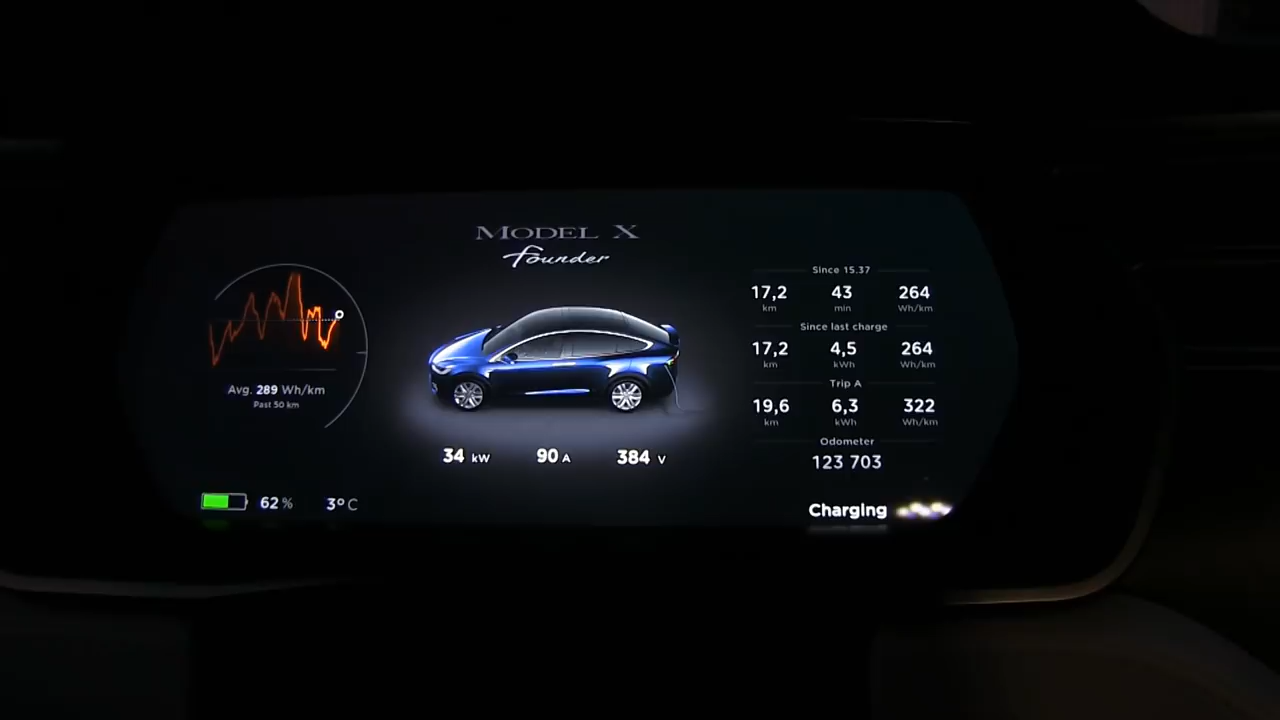 MODEL X
Founder
Avg. 289 Wh/km
Past 50 km
34 kW 90 A 384 V
Since 15.37
17,2 43 264
km min Wh/km
Since last charge
17,2 4,5 264
km kWh Wh/km
Trip A
19,6 6,3 322
km kWh Wh/km
Odometer
123 703
62 % 3°C
Charging